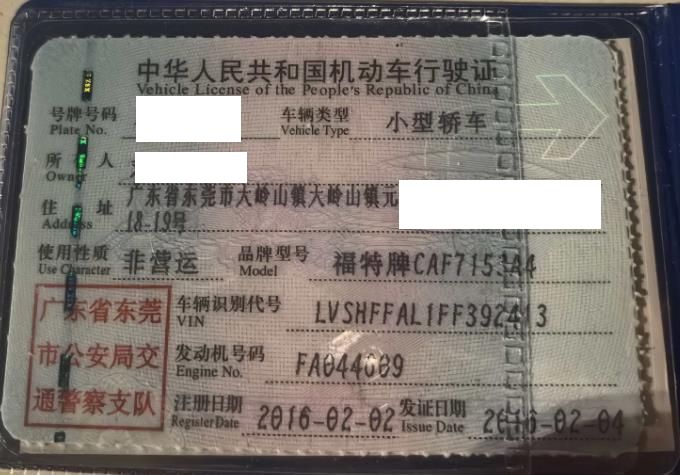 中华人民共和国机动车行驶证
Vehicle License of the People's Republic of China
号牌号码 车辆类型 小型轿车
Plate No. Vehicle Type
所 人
Owner
住 址 广东省东莞市大岭山镇大岭山镇元
Address 18-19号
使用性质 非营运 品牌型号 福特牌CAF7153A4
Use Character Model
广东省东莞
市公安局交
通警察支队
车辆识别代号 LVSHFFAL1FF392413
VIN
发动机号码 FA044609
Engine No.
注册日期 2016-02-02 发证日期 2016-02-04
Register Date Issue Date